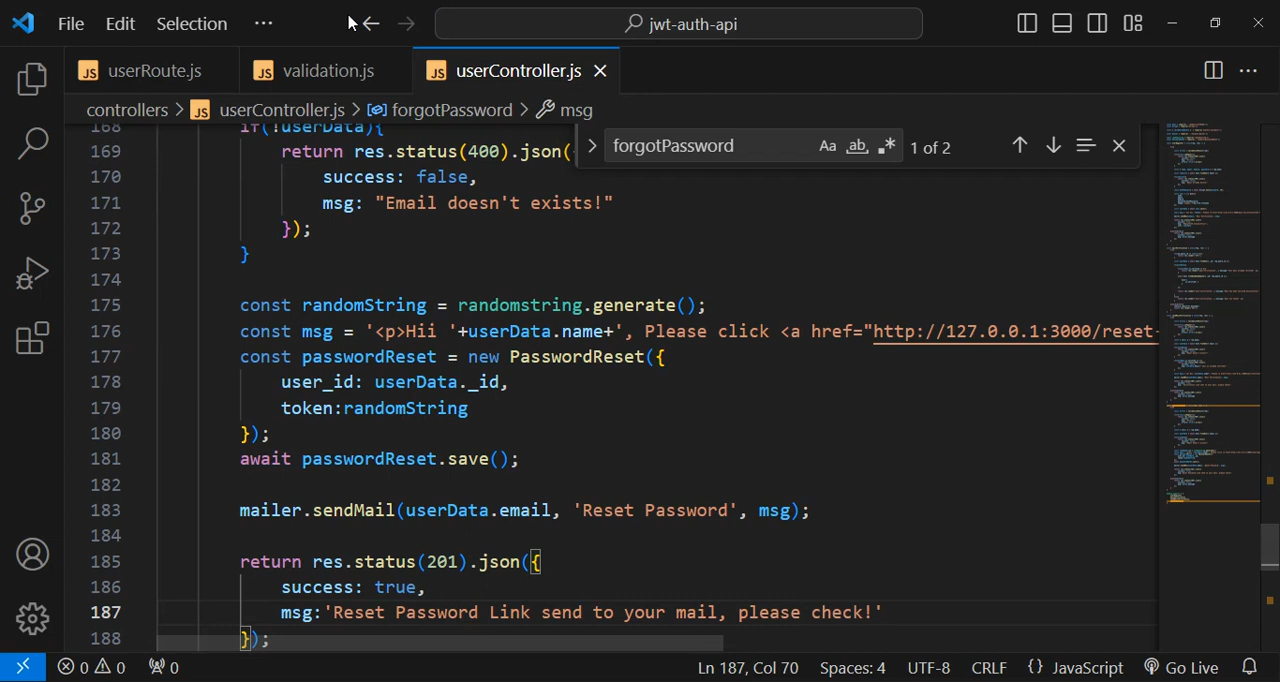 File Edit Selection ··· jwt-auth-api
JS userRoute.js JS validation.js JS userController.js
controllers > JS userController.js > forgotPassword > msg
forgotPassword Aa ab 1 of 2
168 if(!userData){
169 return res.status(400).json(
170 success: false,
171 msg: "Email doesn't exists!"
172 });
173 }
174
175 const randomString = randomstring.generate();
176 const msg = '<p>Hii '+userData.name+', Please click <a href="http://127.0.0.1:3000/reset-
177 const passwordReset = new PasswordReset({
178 user_id: userData._id,
179 token:randomString
180 });
181 await passwordReset.save();
182
183 mailer.sendMail(userData.email, 'Reset Password', msg);
184
185 return res.status(201).json({
186 success: true,
187 msg:'Reset Password Link send to your mail, please check!'
188 });
0 0 0 Ln 187, Col 70 Spaces: 4 UTF-8 CRLF {} JavaScript Go Live